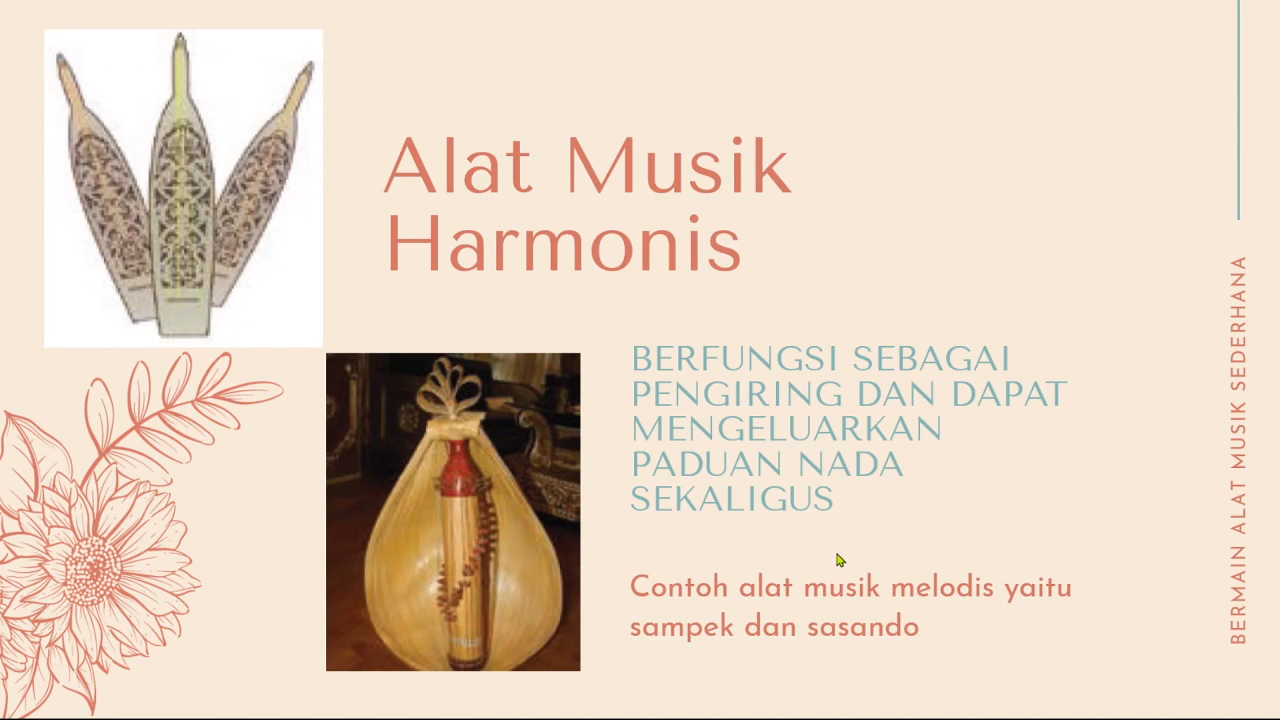 Alat Musik
Harmonis
BERFUNGSI SEBAGAI
PENGIRING DAN DAPAT
MENGELUARKAN
PADUAN NADA
SEKALIGUS
Contoh alat musik melodis yaitu
sampek dan sasando
BERMAIN ALAT MUSIK SEDERHANA